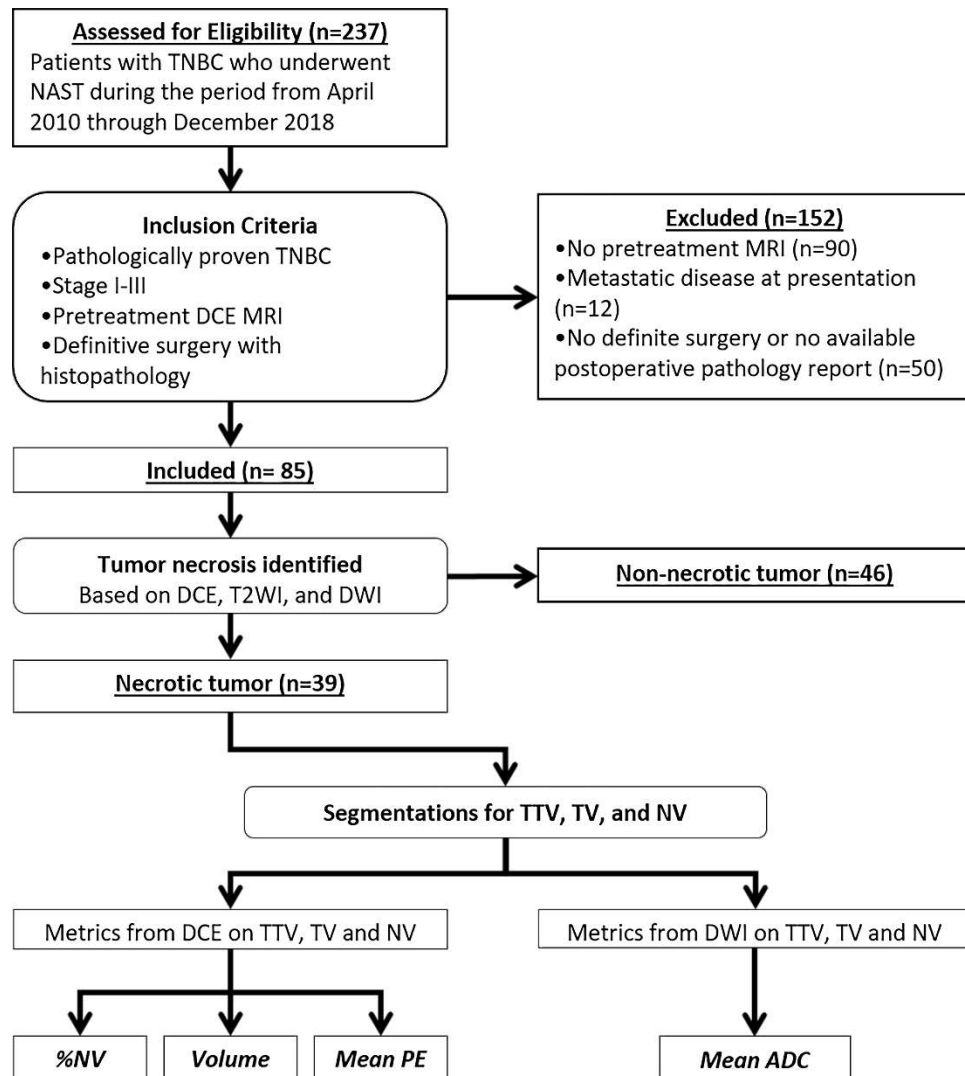 Assessed for Eligibility (n=237)
Patients with TNBC who underwent
NAST during the period from April
2010 through December 2018
Inclusion Criteria
•Pathologically proven TNBC
•Stage I-III
•Pretreatment DCE MRI
•Definitive surgery with
histopathology
Excluded (n=152)
•No pretreatment MRI (n=90)
•Metastatic disease at presentation
(n=12)
•No definite surgery or no available
postoperative pathology report (n=50)
Included (n= 85)
Tumor necrosis identified
Based on DCE, T2WI, and DWI
Non-necrotic tumor (n=46)
Necrotic tumor (n=39)
Segmentations for TTV, TV, and NV
Metrics from DCE on TTV, TV and NV
Metrics from DWI on TTV, TV and NV
%NV
Volume
Mean PE
Mean ADC